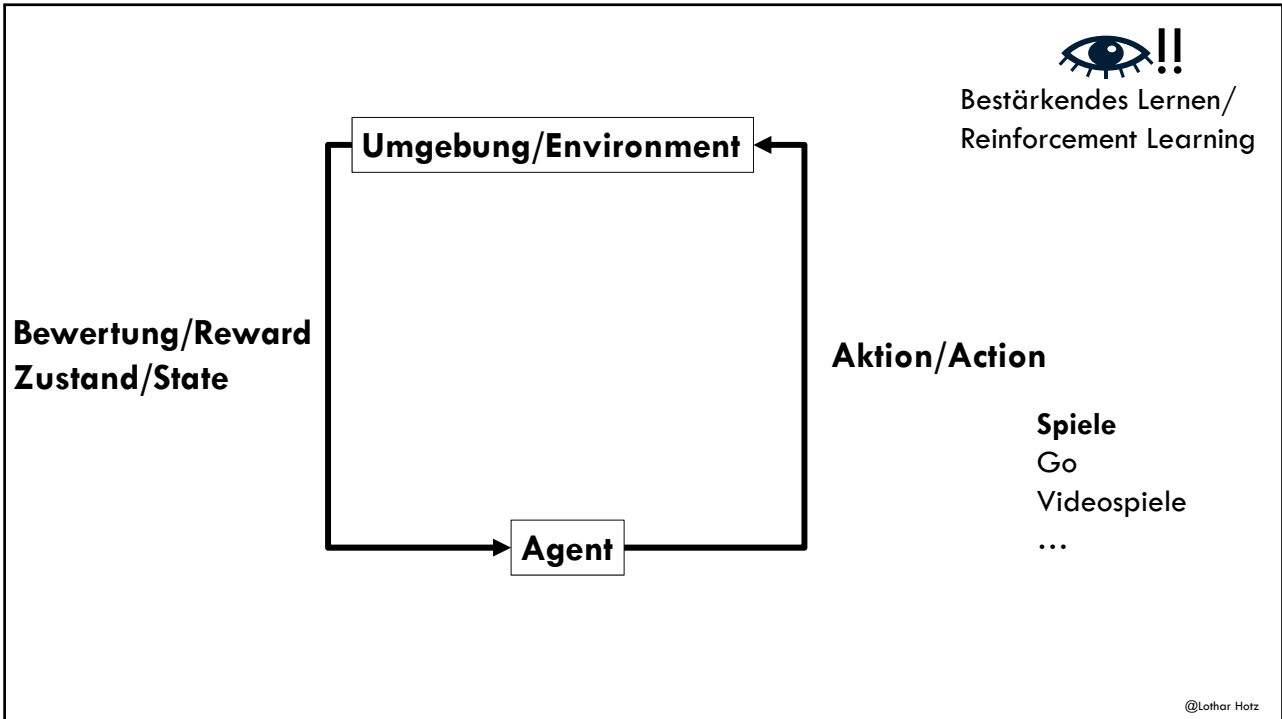 !!
Bestärkendes Lernen/
Reinforcement Learning
Umgebung/Environment
Bewertung/Reward
Zustand/State
Aktion/Action
Spiele
Go
Videospiele
...
Agent
@Lothar Hotz